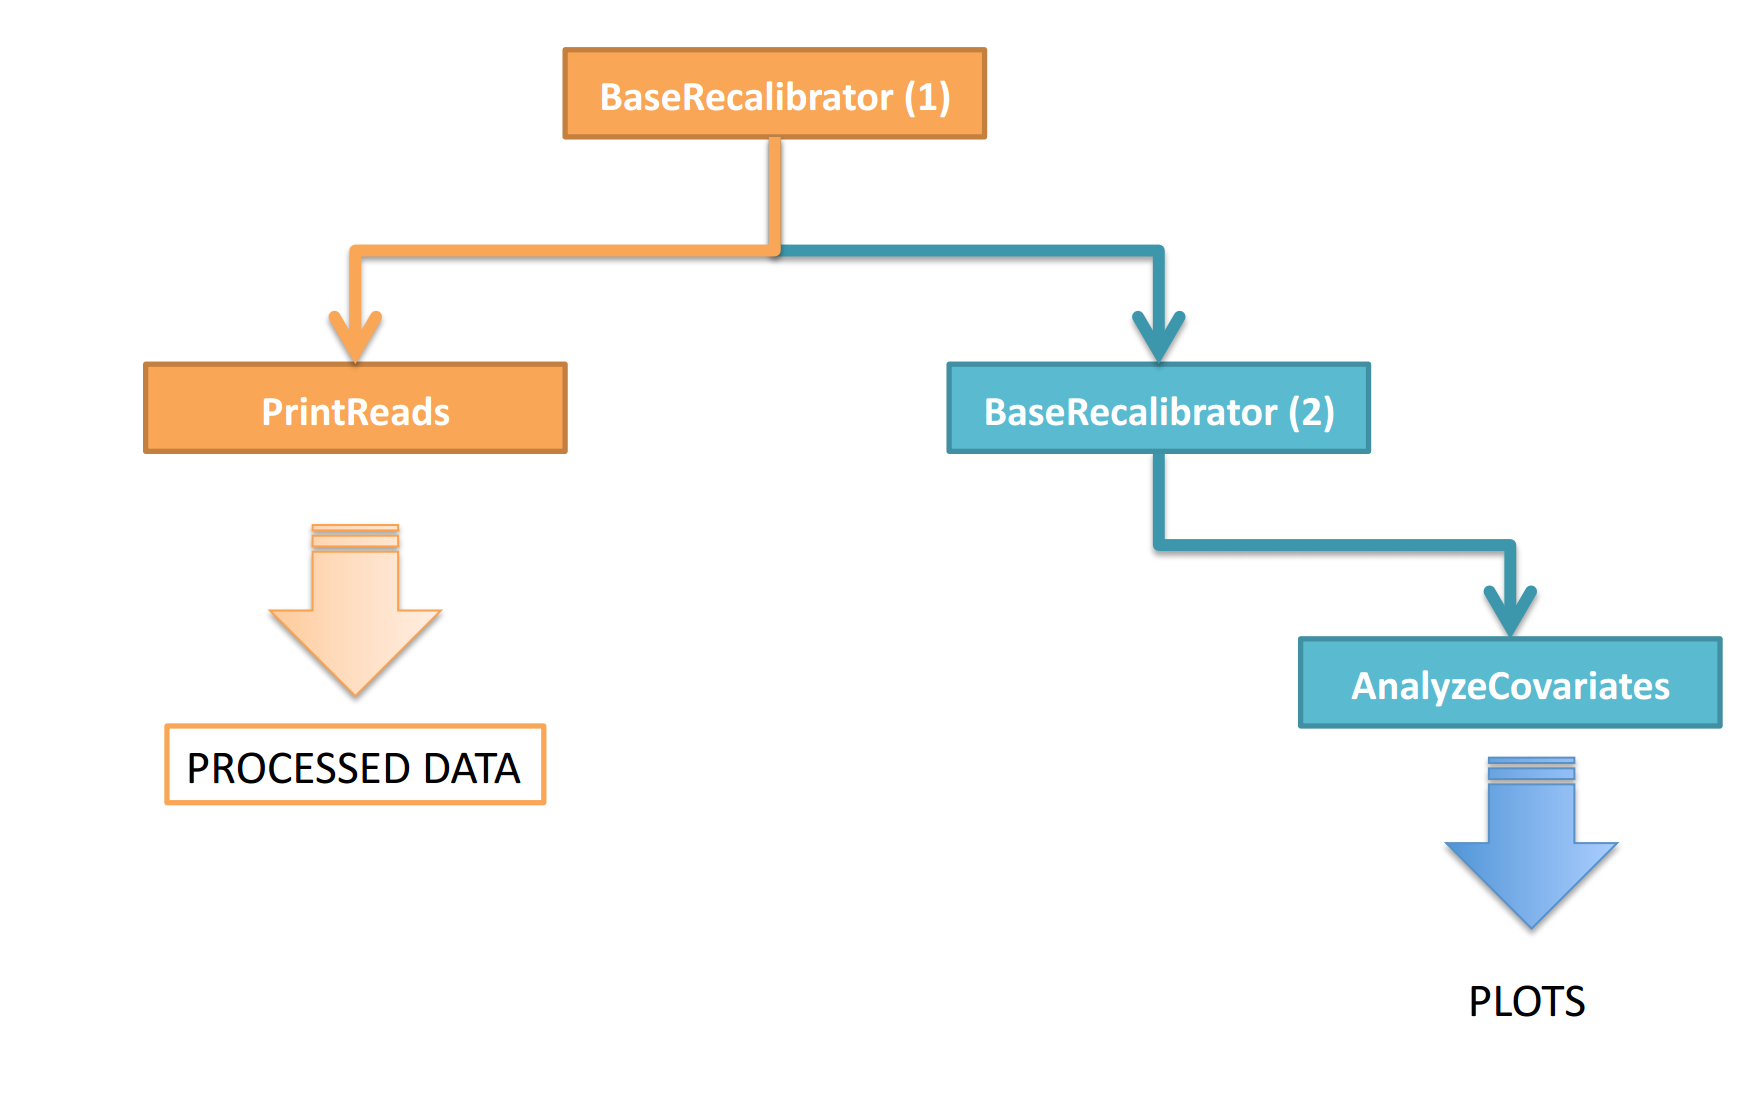 BaseRecalibrator (1)
PrintReads
BaseRecalibrator (2)
AnalyzeCovariates
PROCESSED DATA
PLOTS